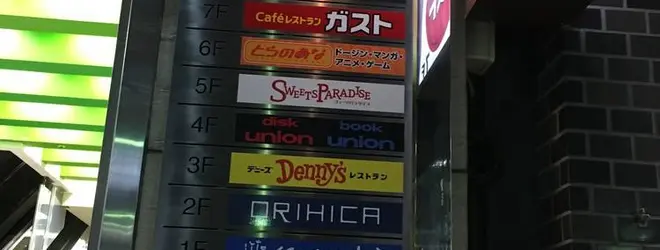 7F Caféレストラン ガスト
6F とらのあな ドージン・マンガ・
アニメ・ゲーム
5F SWEETS PARADISE
4F disk union book union
3F デニーズ Denny's レストラン
2F ORIHICA
1F